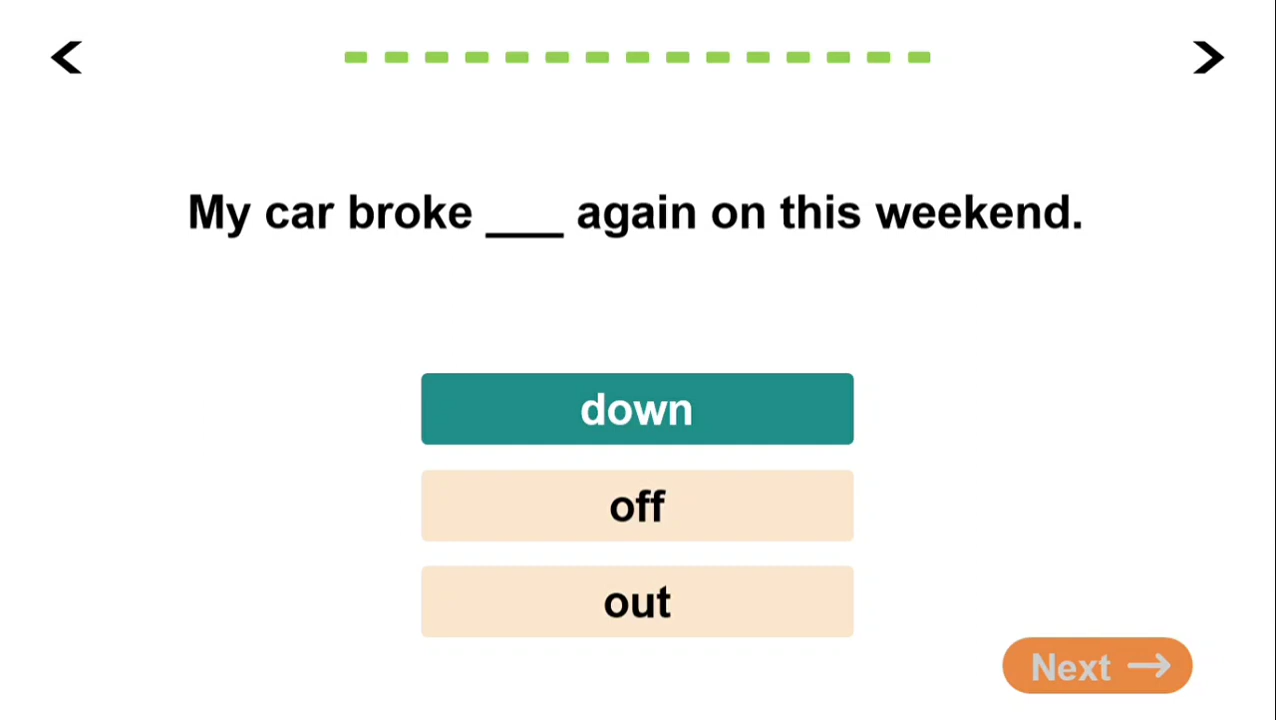 My car broke ___ again on this weekend.
down
off
out
Next →